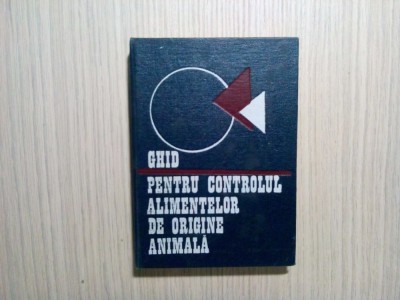 GHID
PENTRU CONTROLUL
ALIMENTELOR
DE ORIGINE
ANIMALĂ